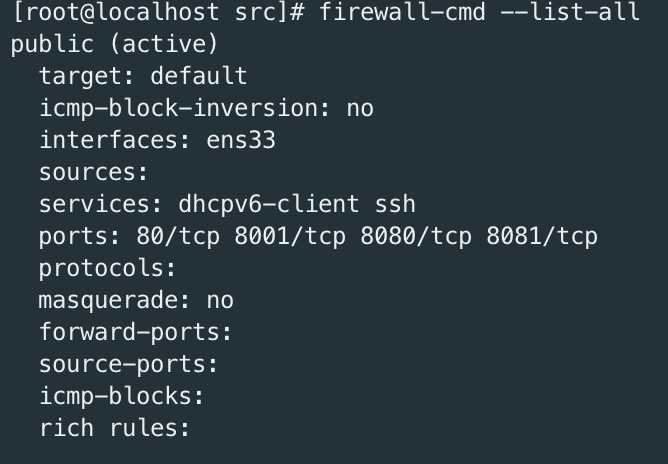 [root@localhost src]# firewall-cmd --list-all
public (active)
  target: default
  icmp-block-inversion: no
  interfaces: ens33
  sources:
  services: dhcpv6-client ssh
  ports: 80/tcp 8001/tcp 8080/tcp 8081/tcp
  protocols:
  masquerade: no
  forward-ports:
  source-ports:
  icmp-blocks:
  rich rules: